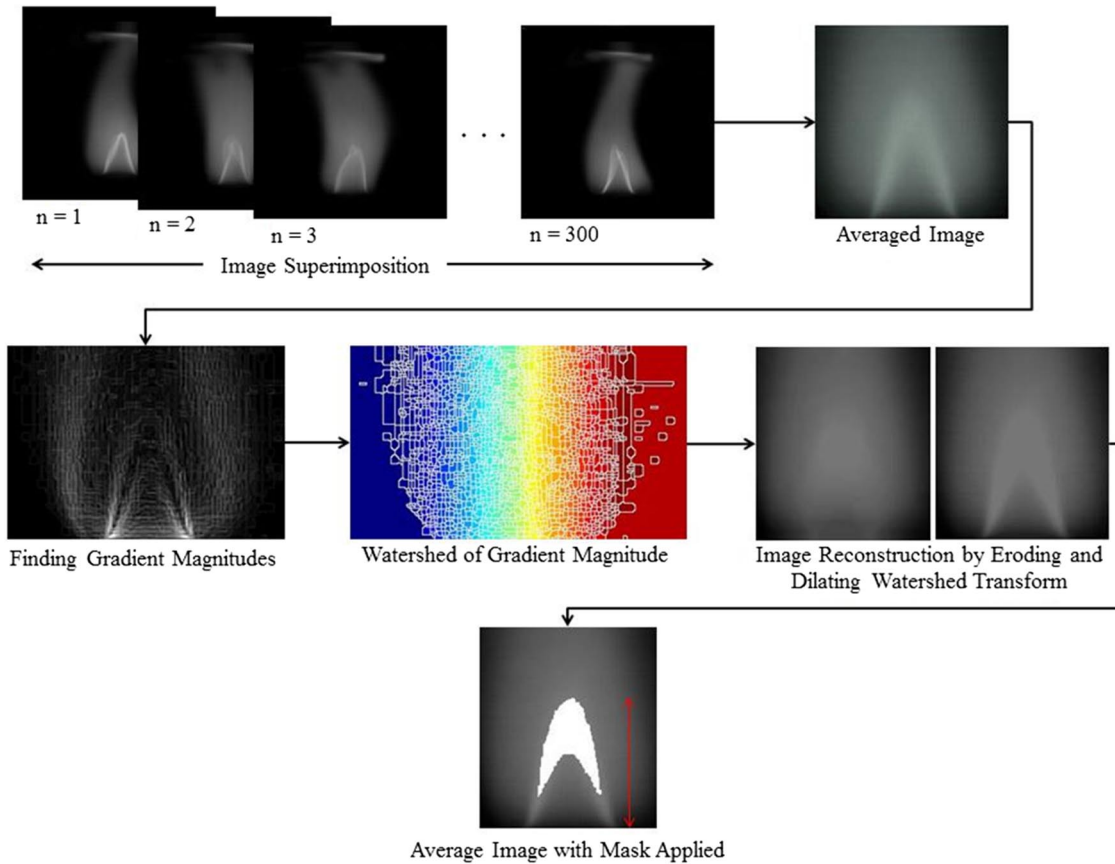 n = 1
n = 2
n = 3
. . .
n = 300
Image Superimposition
Averaged Image
Finding Gradient Magnitudes
Watershed of Gradient Magnitude
Image Reconstruction by Eroding and
Dilating Watershed Transform
Average Image with Mask Applied